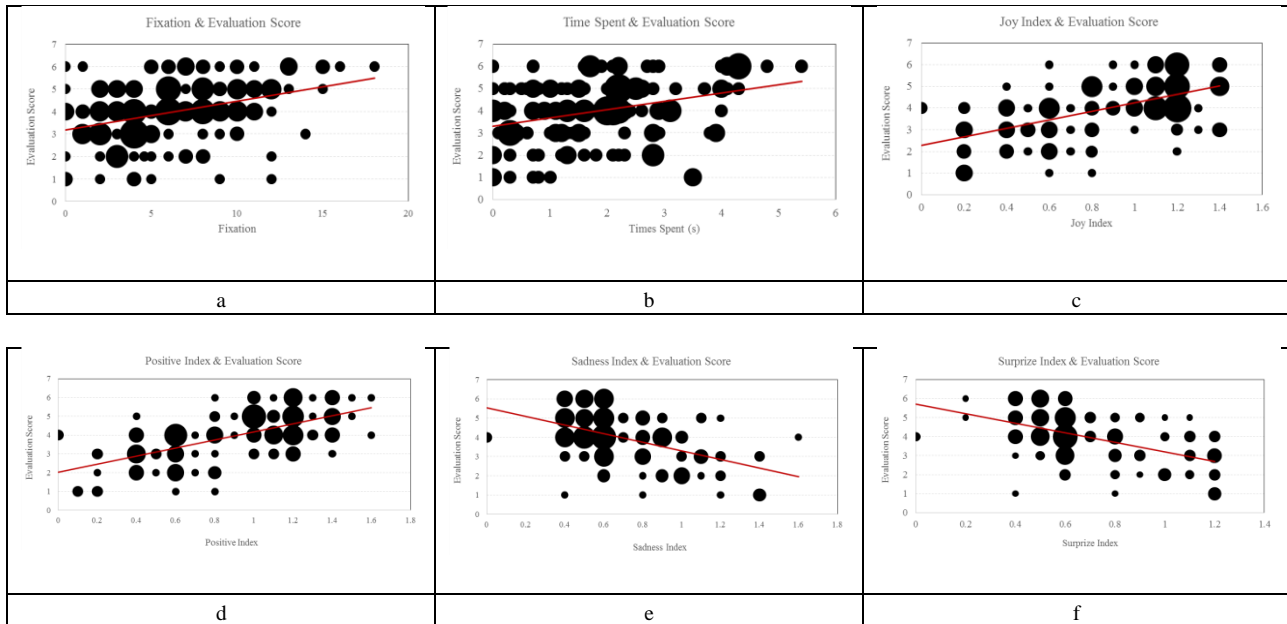 Fixation & Evaluation Score
Evaluation Score
7
6
5
4
3
2
1
0
0 5 10 15 20
Fixation
Time Spent & Evaluation Score
Evaluation Score
7
6
5
4
3
2
1
0
0 1 2 3 4 5 6
Times Spent (s)
Joy Index & Evaluation Score
Evaluation Score
7
6
5
4
3
2
1
0
0 0.2 0.4 0.6 0.8 1 1.2 1.4 1.6
Joy Index
a b c
Positive Index & Evaluation Score
Evaluation Score
7
6
5
4
3
2
1
0
0 0.2 0.4 0.6 0.8 1 1.2 1.4 1.6 1.8
Positive Index
Sadness Index & Evaluation Score
Evaluation Score
7
6
5
4
3
2
1
0
0 0.2 0.4 0.6 0.8 1 1.2 1.4 1.6 1.8
Sadness Index
Surprize Index & Evaluation Score
Evaluation Score
7
6
5
4
3
2
1
0
0 0.2 0.4 0.6 0.8 1 1.2 1.4
Surprize Index
d e f